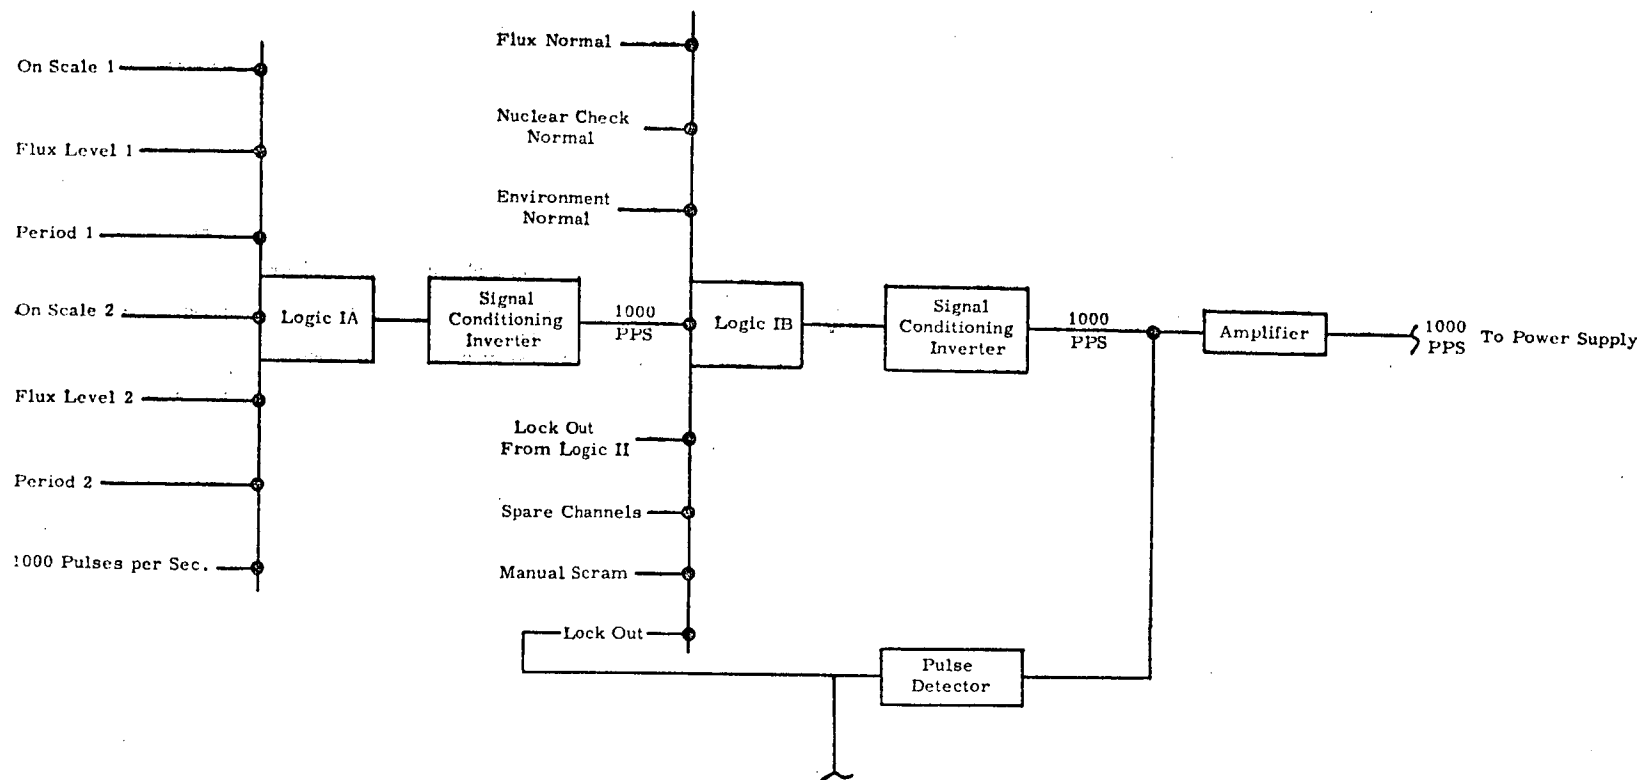 On Scale 1
Flux Level 1
Period 1
On Scale 2
Flux Level 2
Period 2
1000 Pulses per Sec.
Logic IA
Signal
Conditioning
Inverter
1000
PPS
Flux Normal
Nuclear Check
Normal
Environment
Normal
Lock Out
From Logic II
Spare Channels
Manual Scram
Lock Out
Logic IB
Signal
Conditioning
Inverter
1000
PPS
Amplifier
1000
PPS
To Power Supply
Pulse
Detector